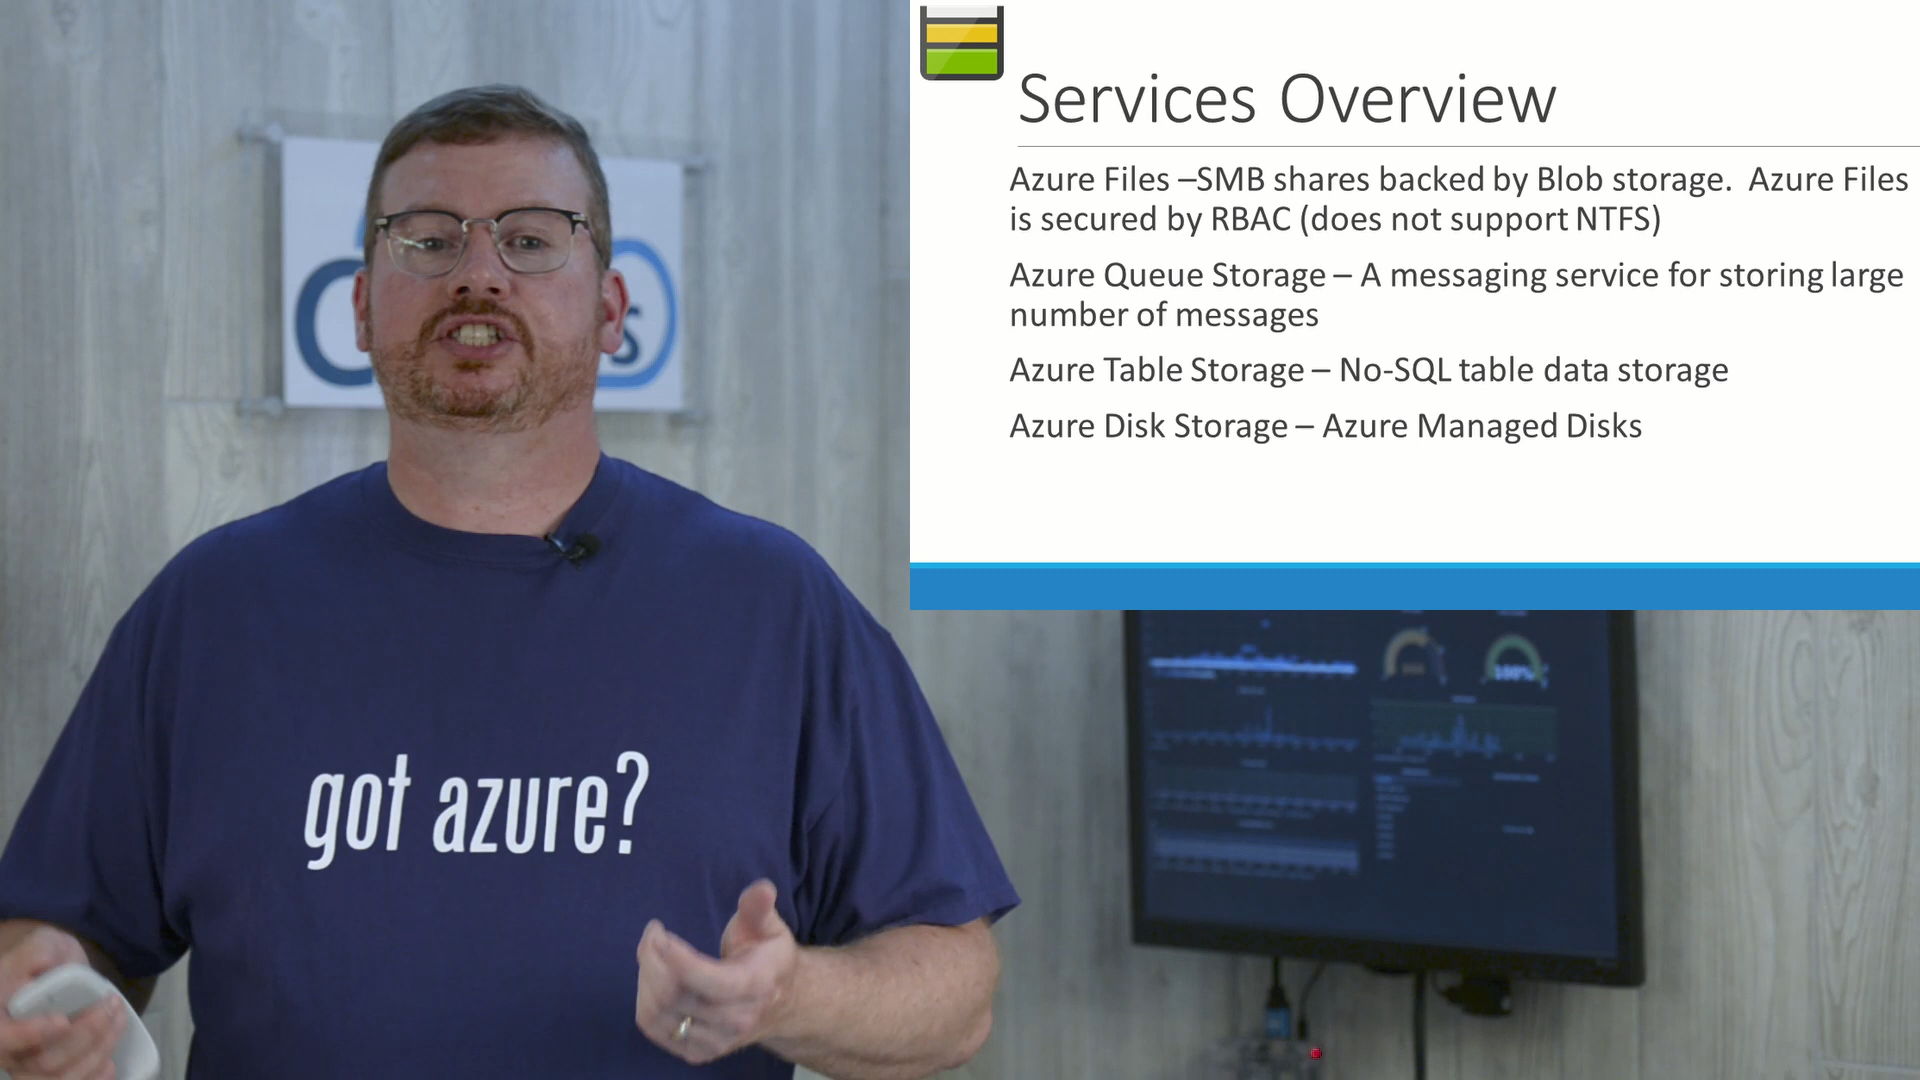 Services Overview
Azure Files –SMB shares backed by Blob storage.  Azure Files
is secured by RBAC (does not support NTFS)
Azure Queue Storage – A messaging service for storing large
number of messages
Azure Table Storage – No-SQL table data storage
Azure Disk Storage – Azure Managed Disks
got azure?
100%